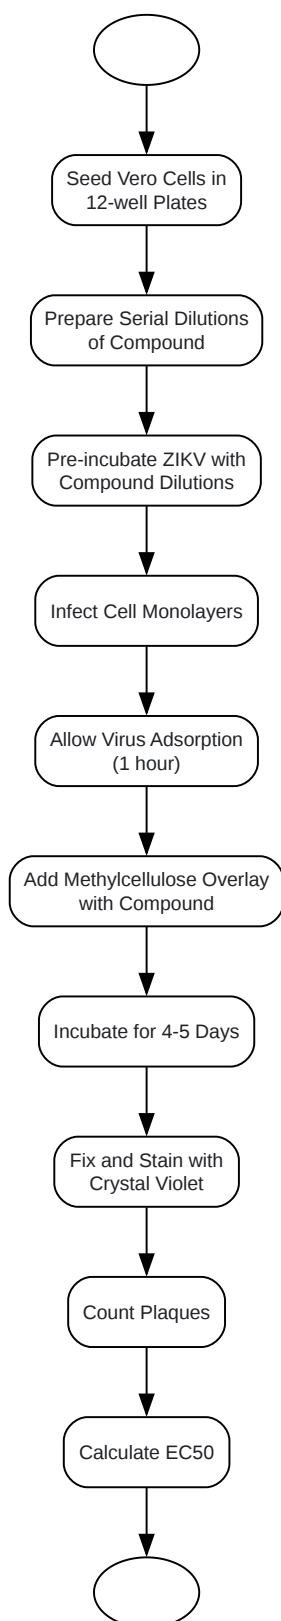 Seed Vero Cells in
12-well Plates
Prepare Serial Dilutions
of Compound
Pre-incubate ZIKV with
Compound Dilutions
Infect Cell Monolayers
Allow Virus Adsorption
(1 hour)
Add Methylcellulose Overlay
with Compound
Incubate for 4-5 Days
Fix and Stain with
Crystal Violet
Count Plaques
Calculate EC50